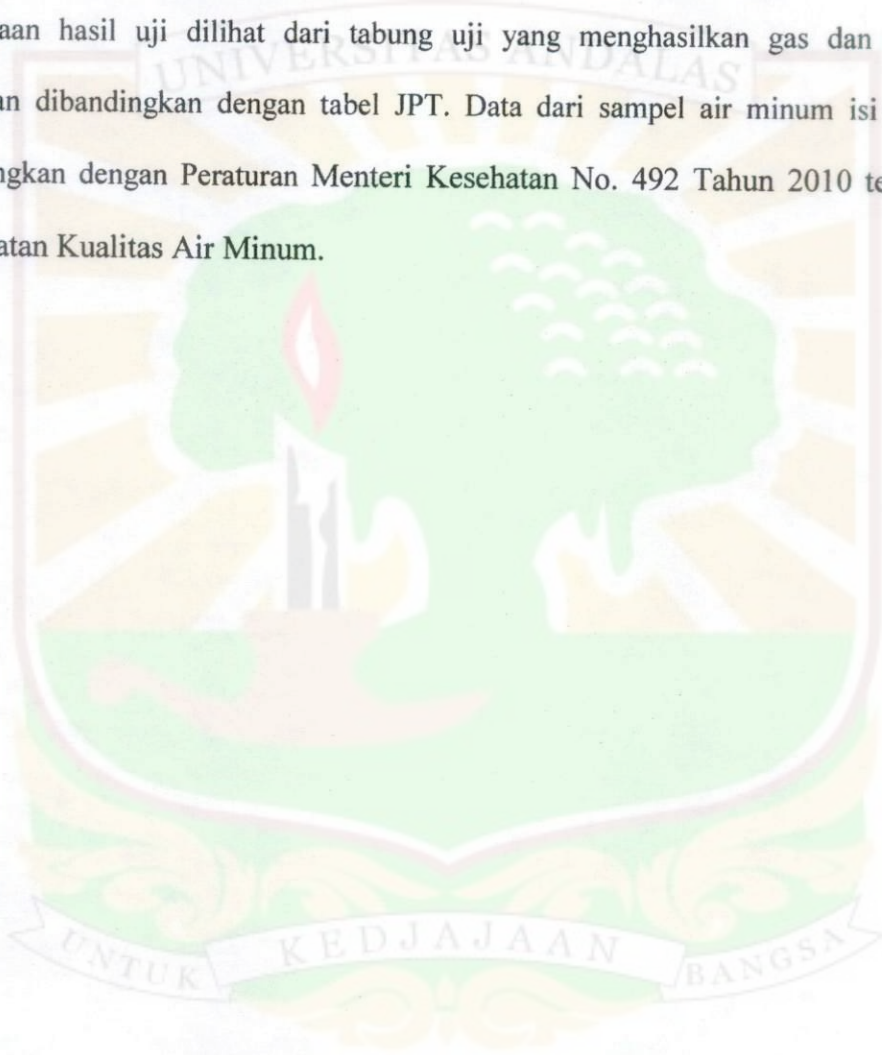 aan hasil uji dilihat dari tabung uji yang menghasilkan gas dan
UNIVERSITAS ANDALAS
an dibandingkan dengan tabel JPT. Data dari sampel air minum isi
ngkan dengan Peraturan Menteri Kesehatan No. 492 Tahun 2010 te
atan Kualitas Air Minum.
UNTUK KEDJAJAAN BANGSA